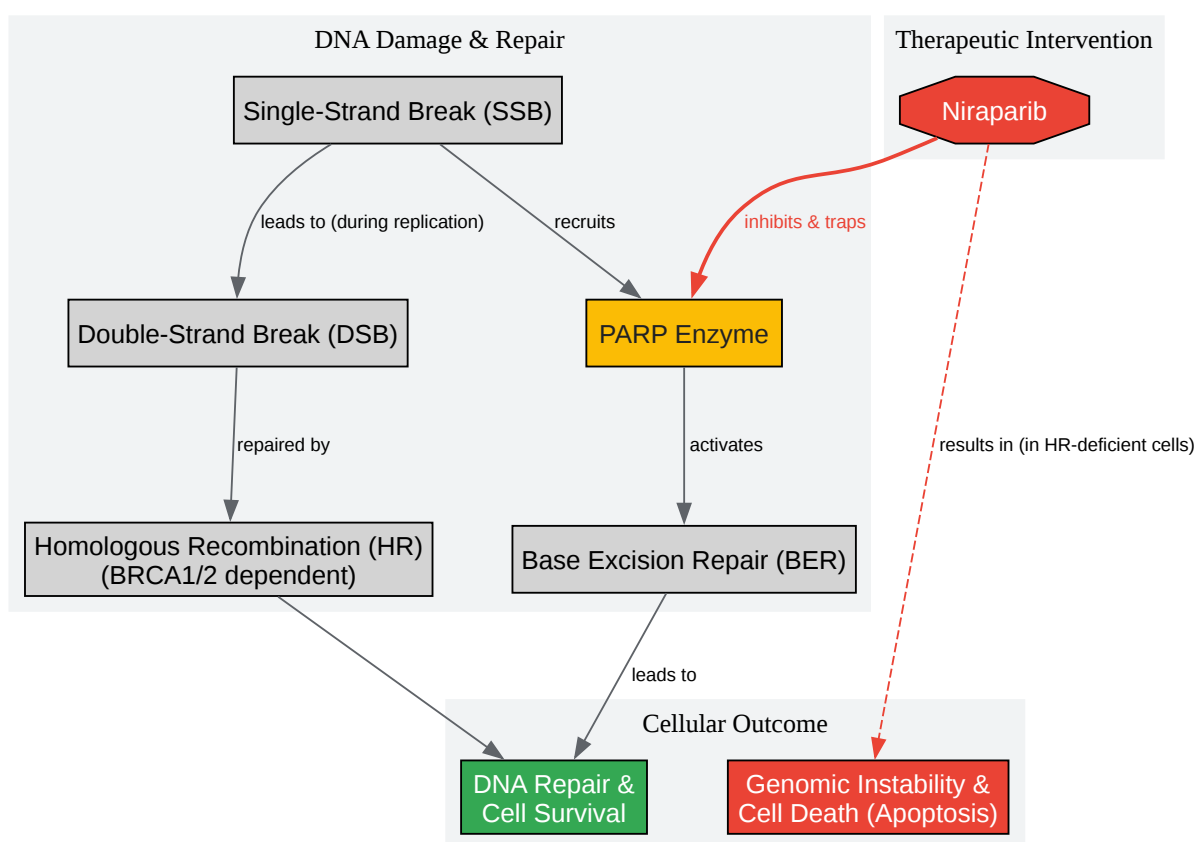 DNA Damage & Repair
Therapeutic Intervention
Single-Strand Break (SSB)
Niraparib
leads to (during replication)
recruits
inhibits & traps
Double-Strand Break (DSB)
PARP Enzyme
repaired by
activates
results in (in HR-deficient cells)
Homologous Recombination (HR)
(BRCA1/2 dependent)
Base Excision Repair (BER)
leads to
Cellular Outcome
DNA Repair &
Cell Survival
Genomic Instability &
Cell Death (Apoptosis)